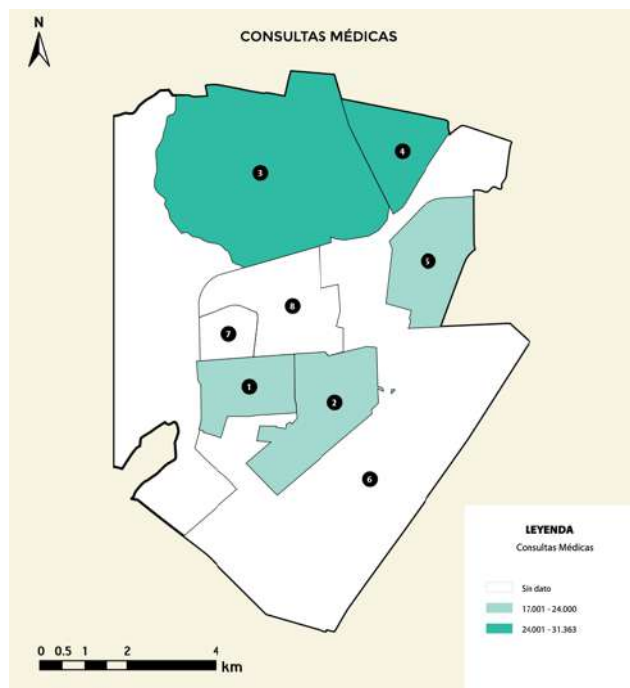 N
CONSULTAS MÉDICAS
3
4
5
8
7
1
2
6
LEYENDA
Consultas Médicas
Sin dato
17.001 - 24.000
24.001 - 31.363
0 0.5 1 2 4
km